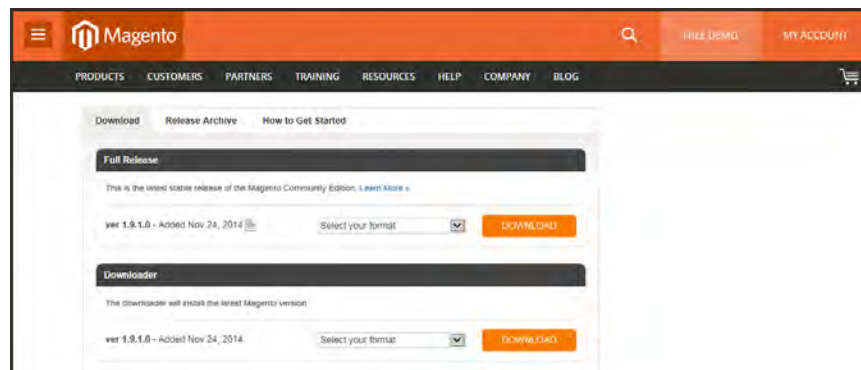 Magento
FREE DEMO
MY ACCOUNT
PRODUCTS CUSTOMERS PARTNERS TRAINING RESOURCES HELP COMPANY BLOG
Download Release Archive How to Get Started
Full Release
This is the latest stable release of the Magento Community Edition. Learn More »
ver 1.9.1.0 - Added Nov 24, 2014 Select your format DOWNLOAD
Downloader
The downloader will install the latest Magento version
ver 1.9.1.0 - Added Nov 24, 2014 Select your format DOWNLOAD